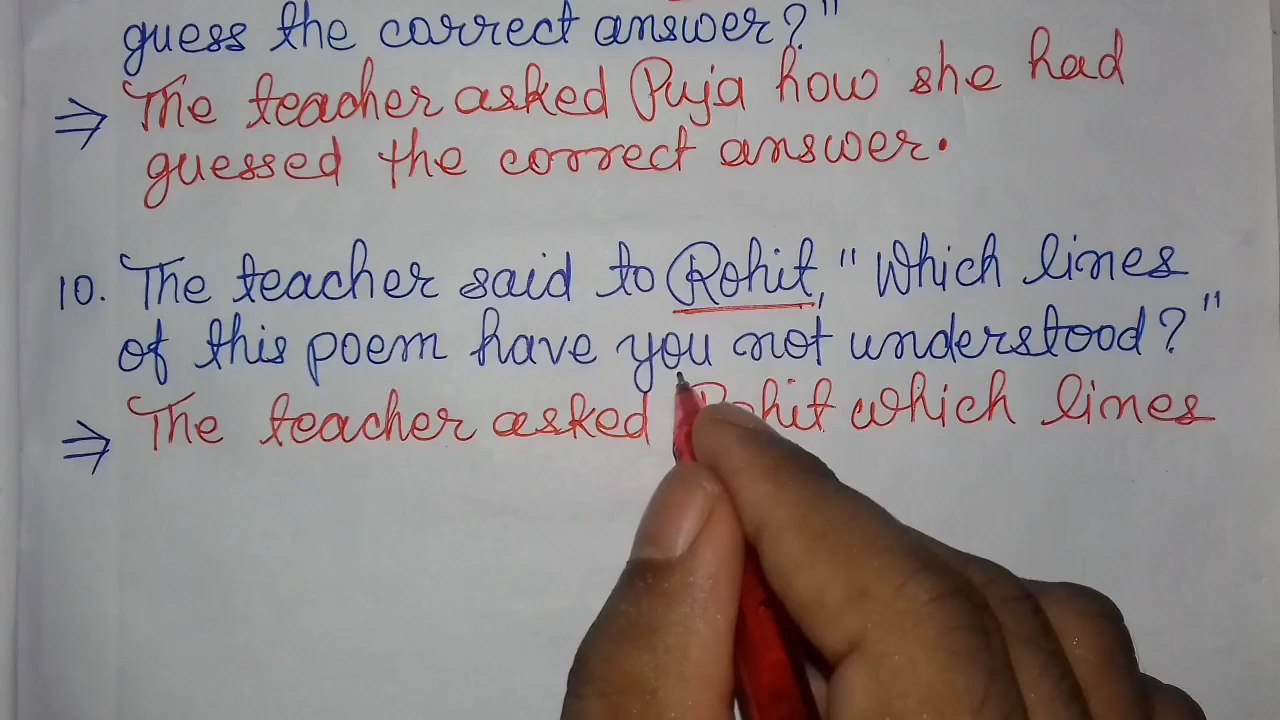 guess the correct answer?"
⇒ The teacher asked Puja how she had
guessed the correct answer.
10. The teacher said to Rohit, "Which lines
of this poem have you not understood?"
⇒ The teacher asked Rohit which lines